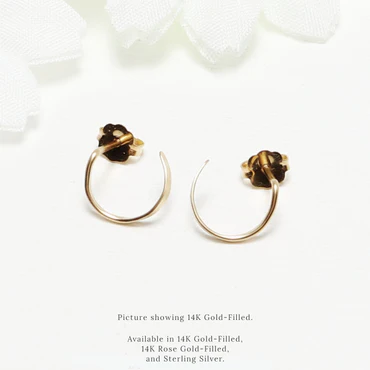 Picture showing 14K Gold-Filled.
Available in 14K Gold-Filled,
14K Rose Gold-Filled,
and Sterling Silver.